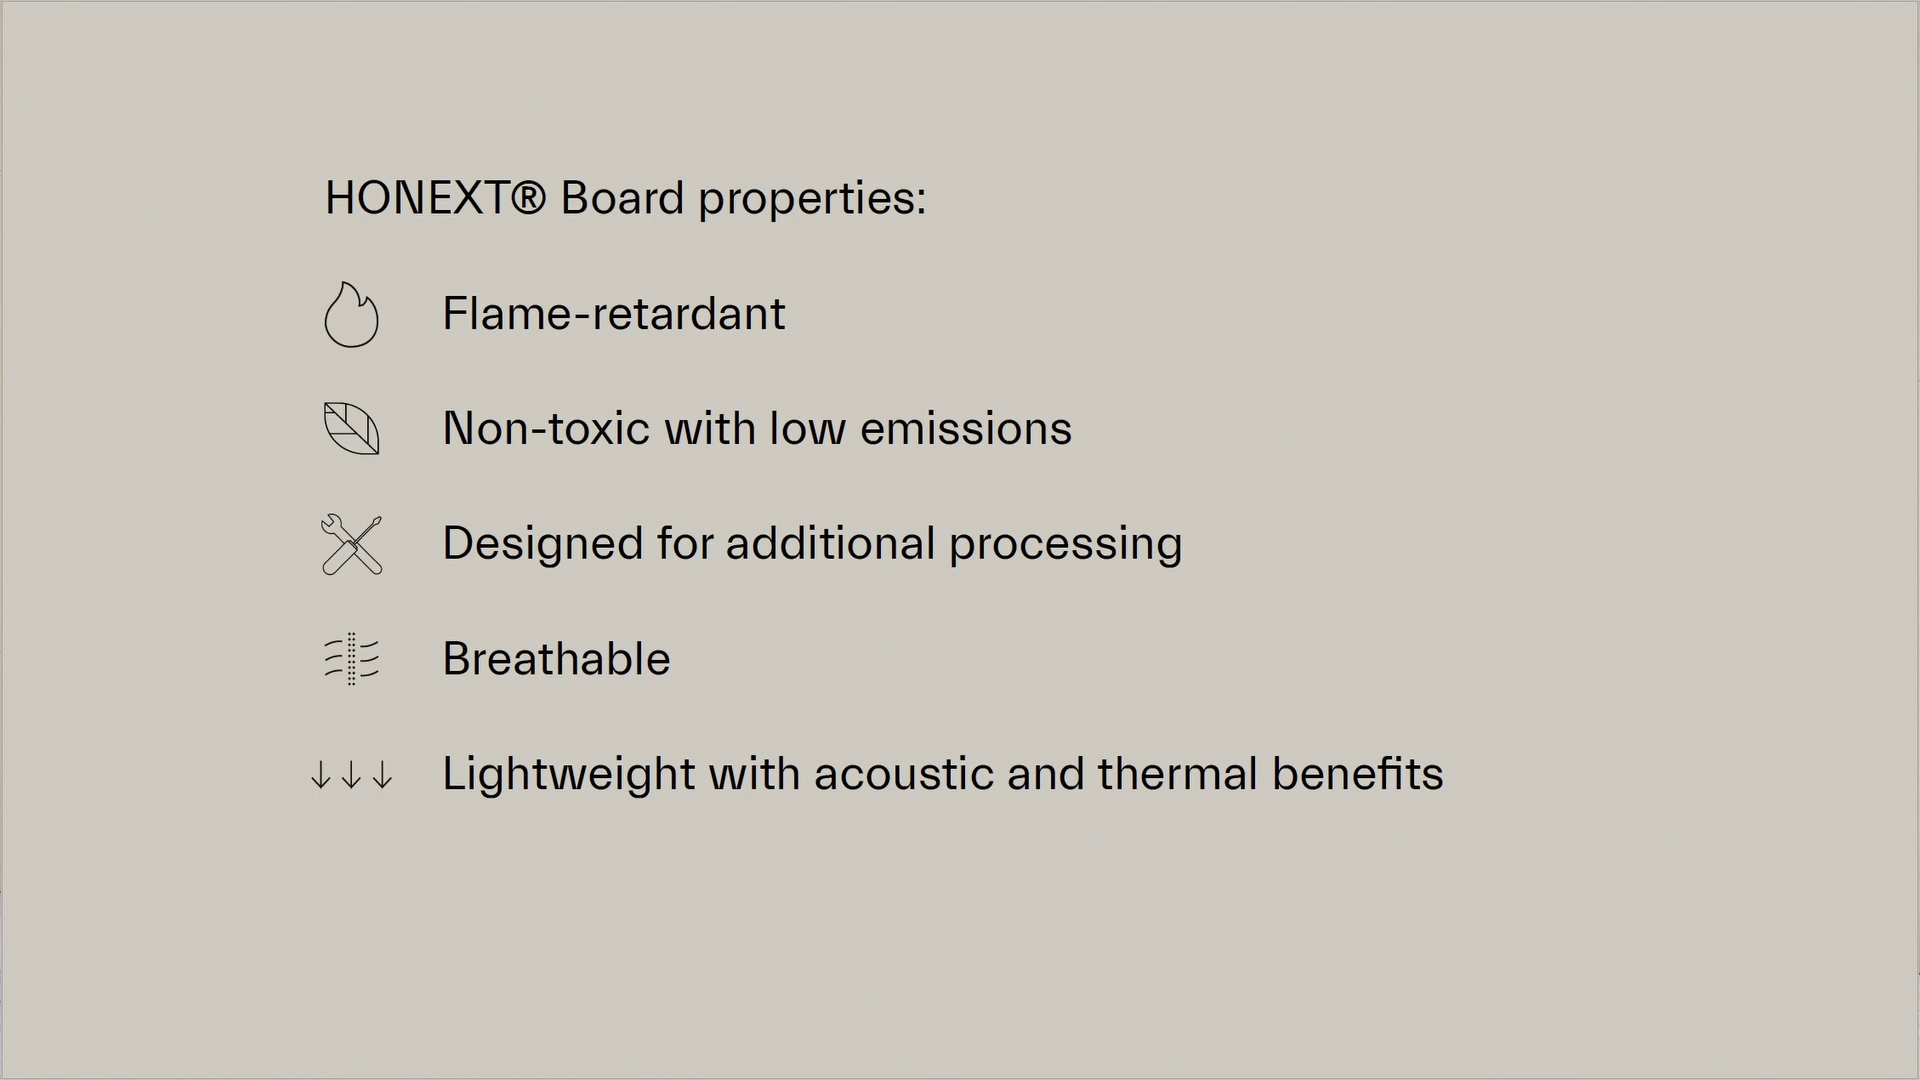 HONEXT® Board properties:
Flame-retardant
Non-toxic with low emissions
Designed for additional processing
Breathable
Lightweight with acoustic and thermal benefits